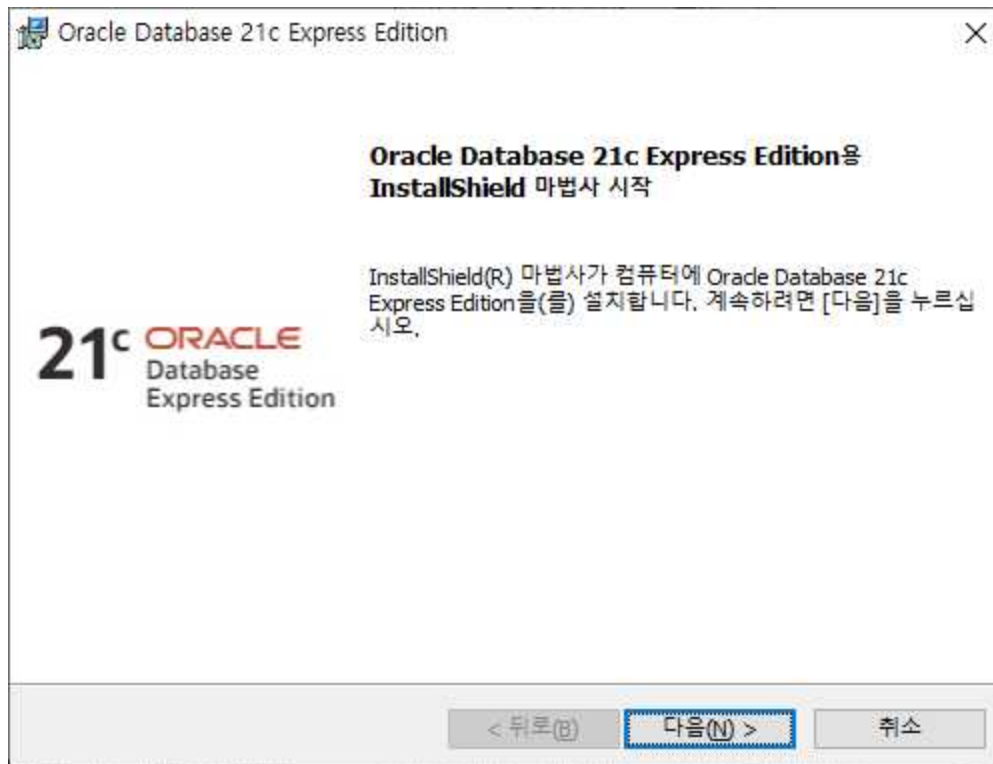 Oracle Database 21c Express Edition
Oracle Database 21c Express Edition용
InstallShield 마법사 시작
InstallShield(R) 마법사가 컴퓨터에 Oracle Database 21c
Express Edition을(를) 설치합니다. 계속하려면 [다음]을 누르십
시오.
21c ORACLE
Database
Express Edition
< 뒤로(B)
다음(N) >
취소